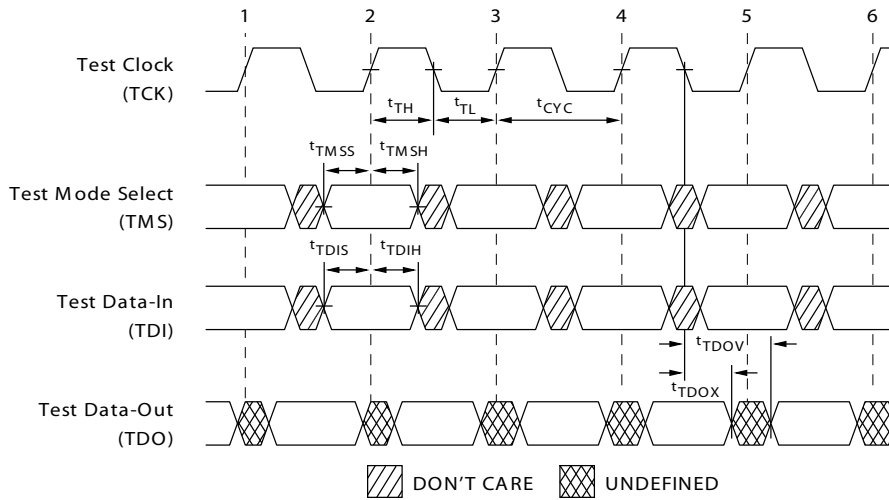 1 2 3 4 5 6
Test Clock
(TCK)
tTH tTL tCYC
tTMSS tTMSH
Test Mode Select
(TMS)
tTDIS tTDIH
Test Data-In
(TDI)
tTDOV
tTDOX
Test Data-Out
(TDO)
DON'T CARE UNDEFINED